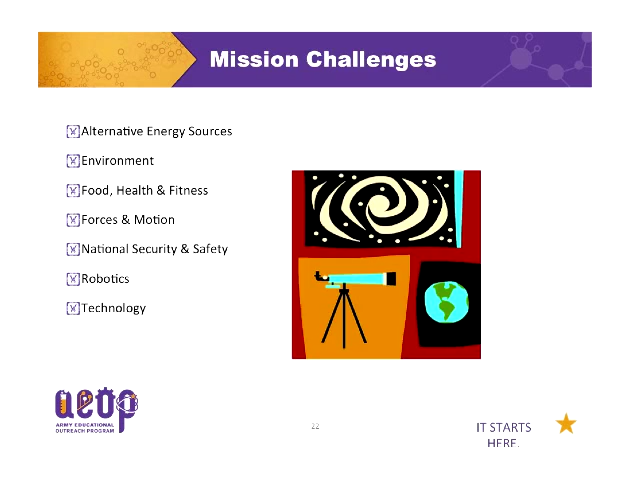 Mission Challenges
Alternative Energy Sources
Environment
Food, Health & Fitness
Forces & Motion
National Security & Safety
Robotics
Technology
aeop
ARMY EDUCATIONAL
OUTREACH PROGRAM
22
IT STARTS
HERE.